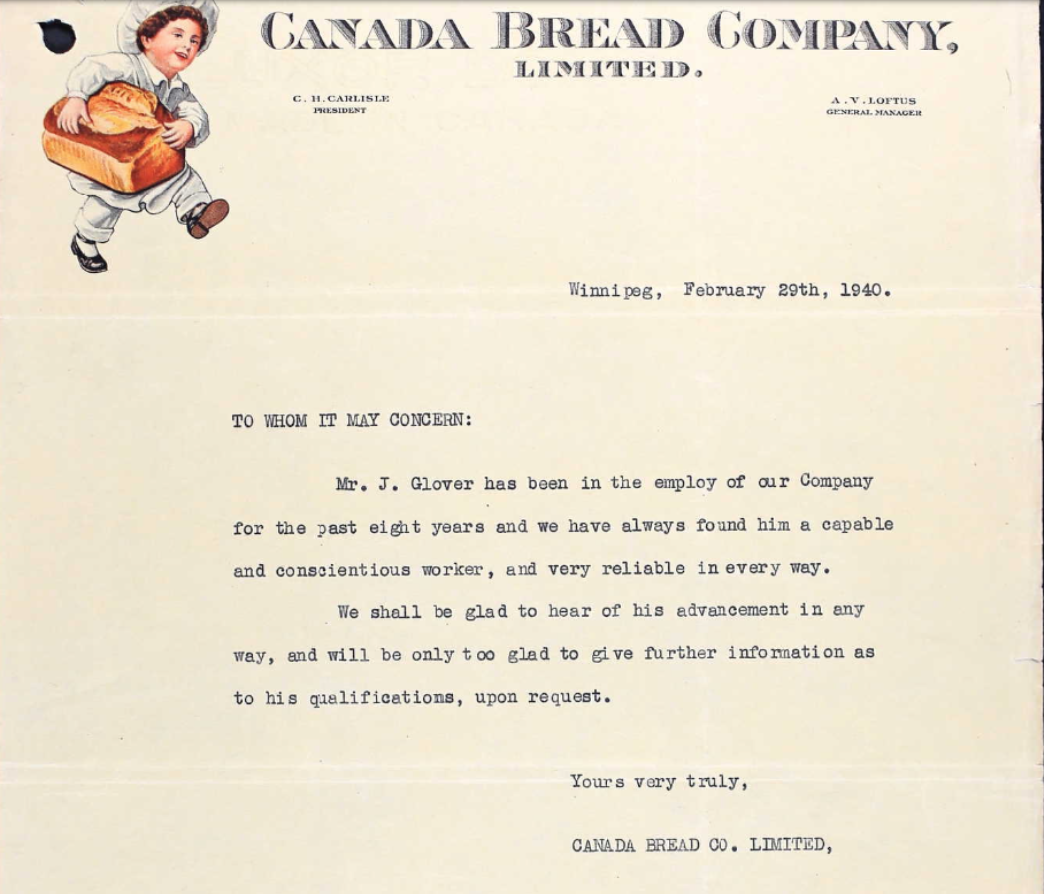 CANADA BREAD COMPANY,
LIMITED.
C. H. CARLISLE
PRESIDENT
A. V. LOFTUS
GENERAL MANAGER
Winnipeg, February 29th, 1940.
TO WHOM IT MAY CONCERN:
Mr. J. Glover has been in the employ of our Company
for the past eight years and we have always found him a capable
and conscientious worker, and very reliable in every way.
We shall be glad to hear of his advancement in any
way, and will be only too glad to give further information as
to his qualifications, upon request.
Yours very truly,
CANADA BREAD CO. LIMITED,